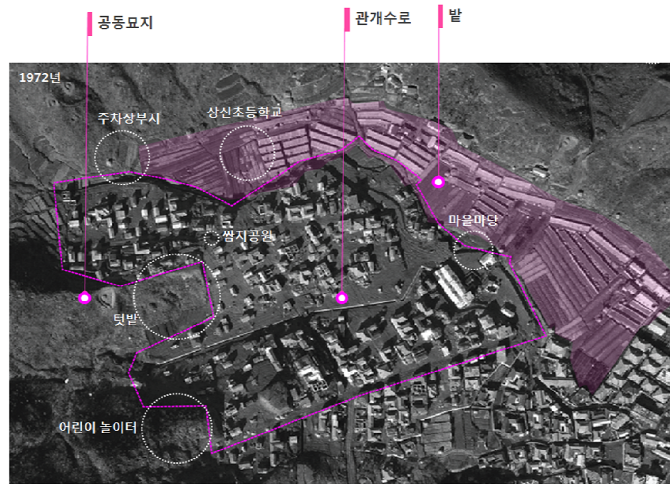 공동묘지
관개수로
밭
1972년
주차상부시
상신초등학교
마을마당
쌈지공원
텃밭
어린이 놀이터